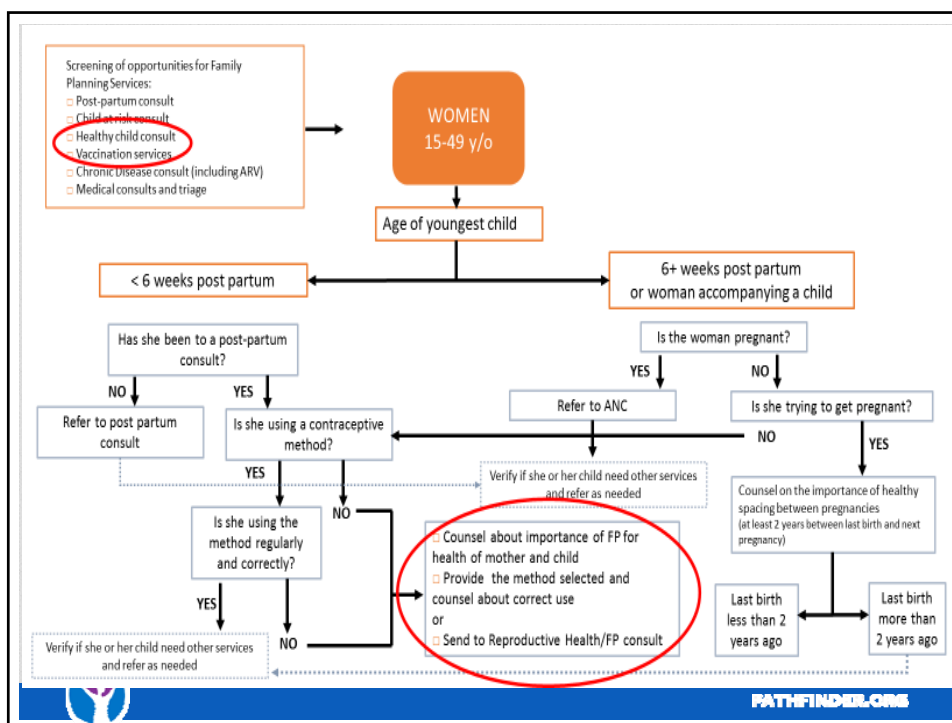 Screening of opportunities for Family
Planning Services:
□ Post-partum consult
□ Child at risk consult
□ Healthy child consult
□ Vaccination services
□ Chronic Disease consult (including ARV)
□ Medical consults and triage
WOMEN
15-49 y/o
Age of youngest child
< 6 weeks post partum
6+ weeks post partum
or woman accompanying a child
Has she been to a post-partum
consult?
Is the woman pregnant?
NO
YES
YES
NO
Refer to post partum
consult
Is she using a contraceptive
method?
Refer to ANC
Is she trying to get pregnant?
NO
YES
YES
NO
Verify if she or her child need other services
and refer as needed
Counsel on the importance of healthy
spacing between pregnancies
(at least 2 years between last birth and next
pregnancy)
Is she using the
method regularly
and correctly?
□ Counsel about importance of FP for
health of mother and child
□ Provide the method selected and
counsel about correct use
or
□ Send to Reproductive Health/FP consult
YES
NO
Last birth
less than 2
years ago
Last birth
more than
2 years ago
Verify if she or her child need other services
and refer as needed
PATHFINDER.ORG